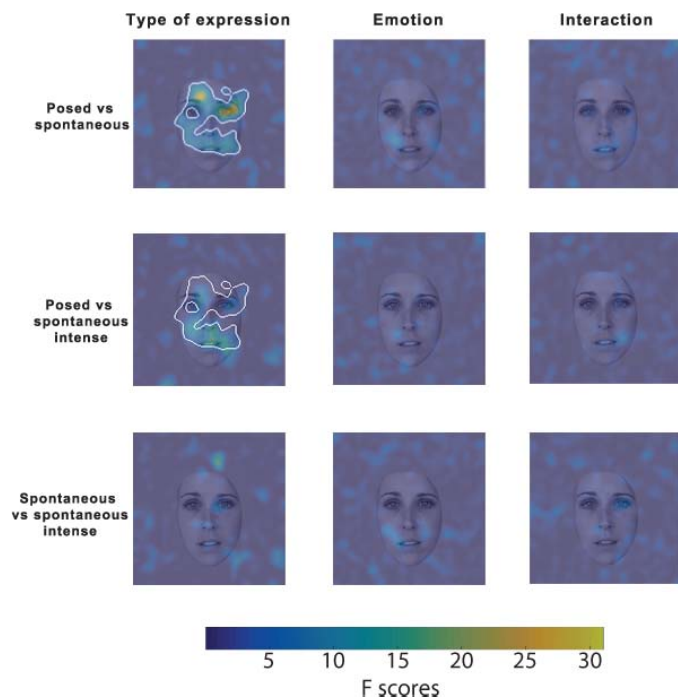 Type of expression
Emotion
Interaction
Posed vs
spontaneous
Posed vs
spontaneous
intense
Spontaneous
vs spontaneous
intense
5
10
15
20
25
30
F scores